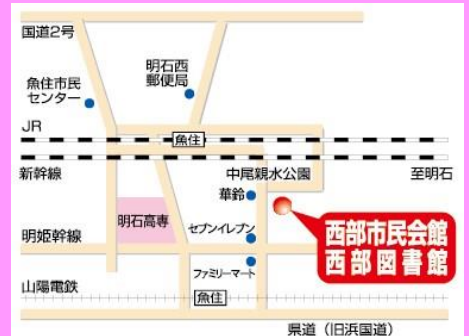 国道2号
明石西
郵便局
魚住市民
センター
JR
魚住
新幹線
中尾親水公園
至明石
華鈴
明石高専
セブンイレブン
西部市民会館
西部図書館
明姫幹線
ファミリーマート
山陽電鉄
魚住
県道（旧浜国道）